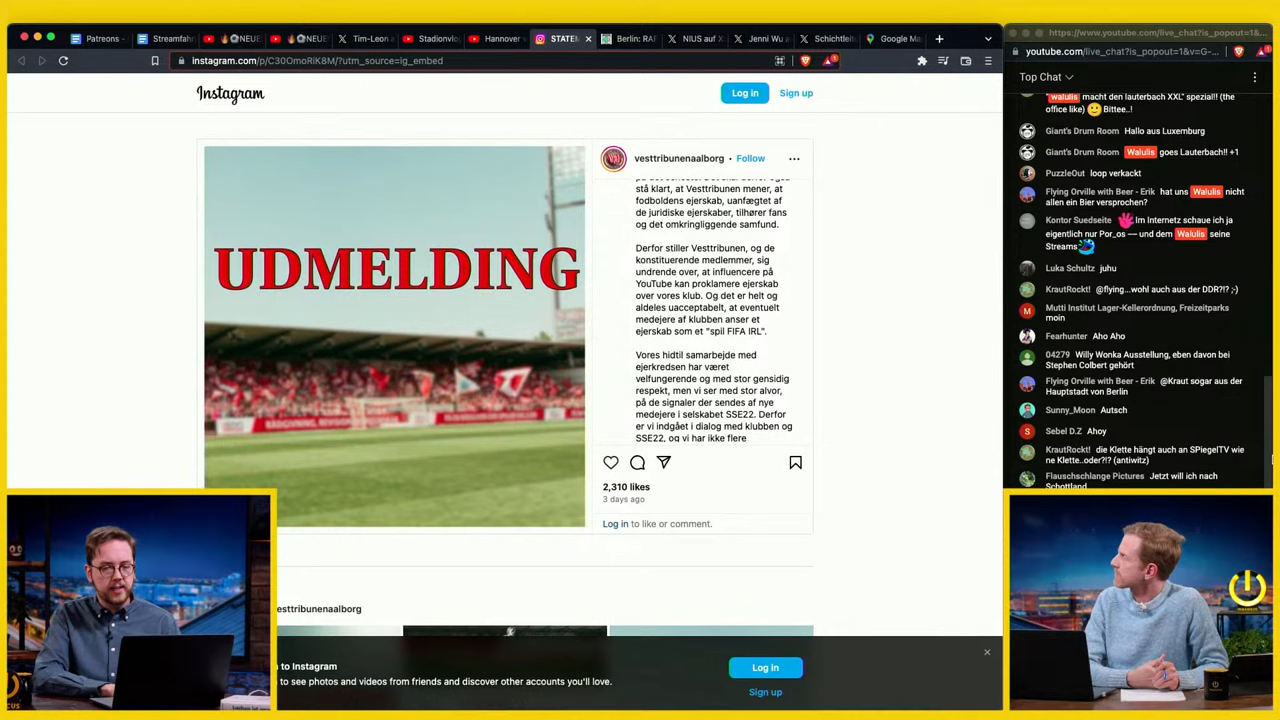 Patreons -
Streamfah
🔥⚽NEUE
🔥⚽NEUE
Tim-Leon a
Stadionvlog
Hannover v
STATEM
Berlin: RAF
NIUS auf X
Jenni Wu a
Schichtleit
Google Ma
instagram.com/p/C30OmoRiK8M/?utm_source=ig_embed
Instagram
Log in
Sign up
UDMELDING
vesttribunenaalborg • Follow
stå klart, at Vesttribunen mener, at
fodboldens ejerskab, uanfægtet af
de juridiske ejerskaber, tilhører fans
og det omkringliggende samfund.
Derfor stiller Vesttribunen, og de
konstituerende medlemmer, sig
undrende over, at influencere på
YouTube kan proklamere ejerskab
over vores klub. Og det er helt og
aldeles uacceptabelt, at eventuelt
medejere af klubben anser et
ejerskab som et "spil FIFA IRL".
Vores hidtil samarbejde med
ejerkredsen har været
velfungerende og med stor gensidig
respekt, men vi ser med stor alvor,
på de signaler der sendes af nye
medejere i selskabet SSE22. Derfor
er vi indgået i dialog med klubben og
SSE22, og vi har ikke flere
2,310 likes
3 days ago
Log in to like or comment.
esttribunenaalborg
to Instagram
to see photos and videos from friends and discover other accounts you'll love.
Log in
Sign up
https://www.youtube.com/live_chat?is_popout=1&...
youtube.com/live_chat?is_popout=1&v=G-...
Top Chat
walulis macht den lauterbach XXL" spezial!! (the
office like) 🙂 Bittee..!
Giant's Drum Room Hallo aus Luxemburg
Giant's Drum Room Walulis goes Lauterbach!! +1
PuzzleOut loop verkackt
Flying Orville with Beer - Erik hat uns Walulis nicht
allen ein Bier versprochen?
Kontor Suedseite Im Internet schaue ich ja
eigentlich nur Por_os — und dem Walulis seine
Streams
Luka Schultz juhu
KrautRockt! @flying...wohl auch aus der DDR?!? ;-)
Mutti Institut Lager-Kellerordnung, Freizeitparks
moin
Fearhunter Aho Aho
04279 Willy Wonka Ausstellung, eben davon bei
Stephen Colbert gehört
Flying Orville with Beer - Erik @Kraut sogar aus der
Hauptstadt von Berlin
Sunny_Moon Autsch
Sebel D.Z Ahoy
KrautRockt! die Klette hängt auch an SPiegelTV wie
ne Klette..oder?!? (antiwitz)
Flauschschlange Pictures Jetzt will ich nach
Schottland